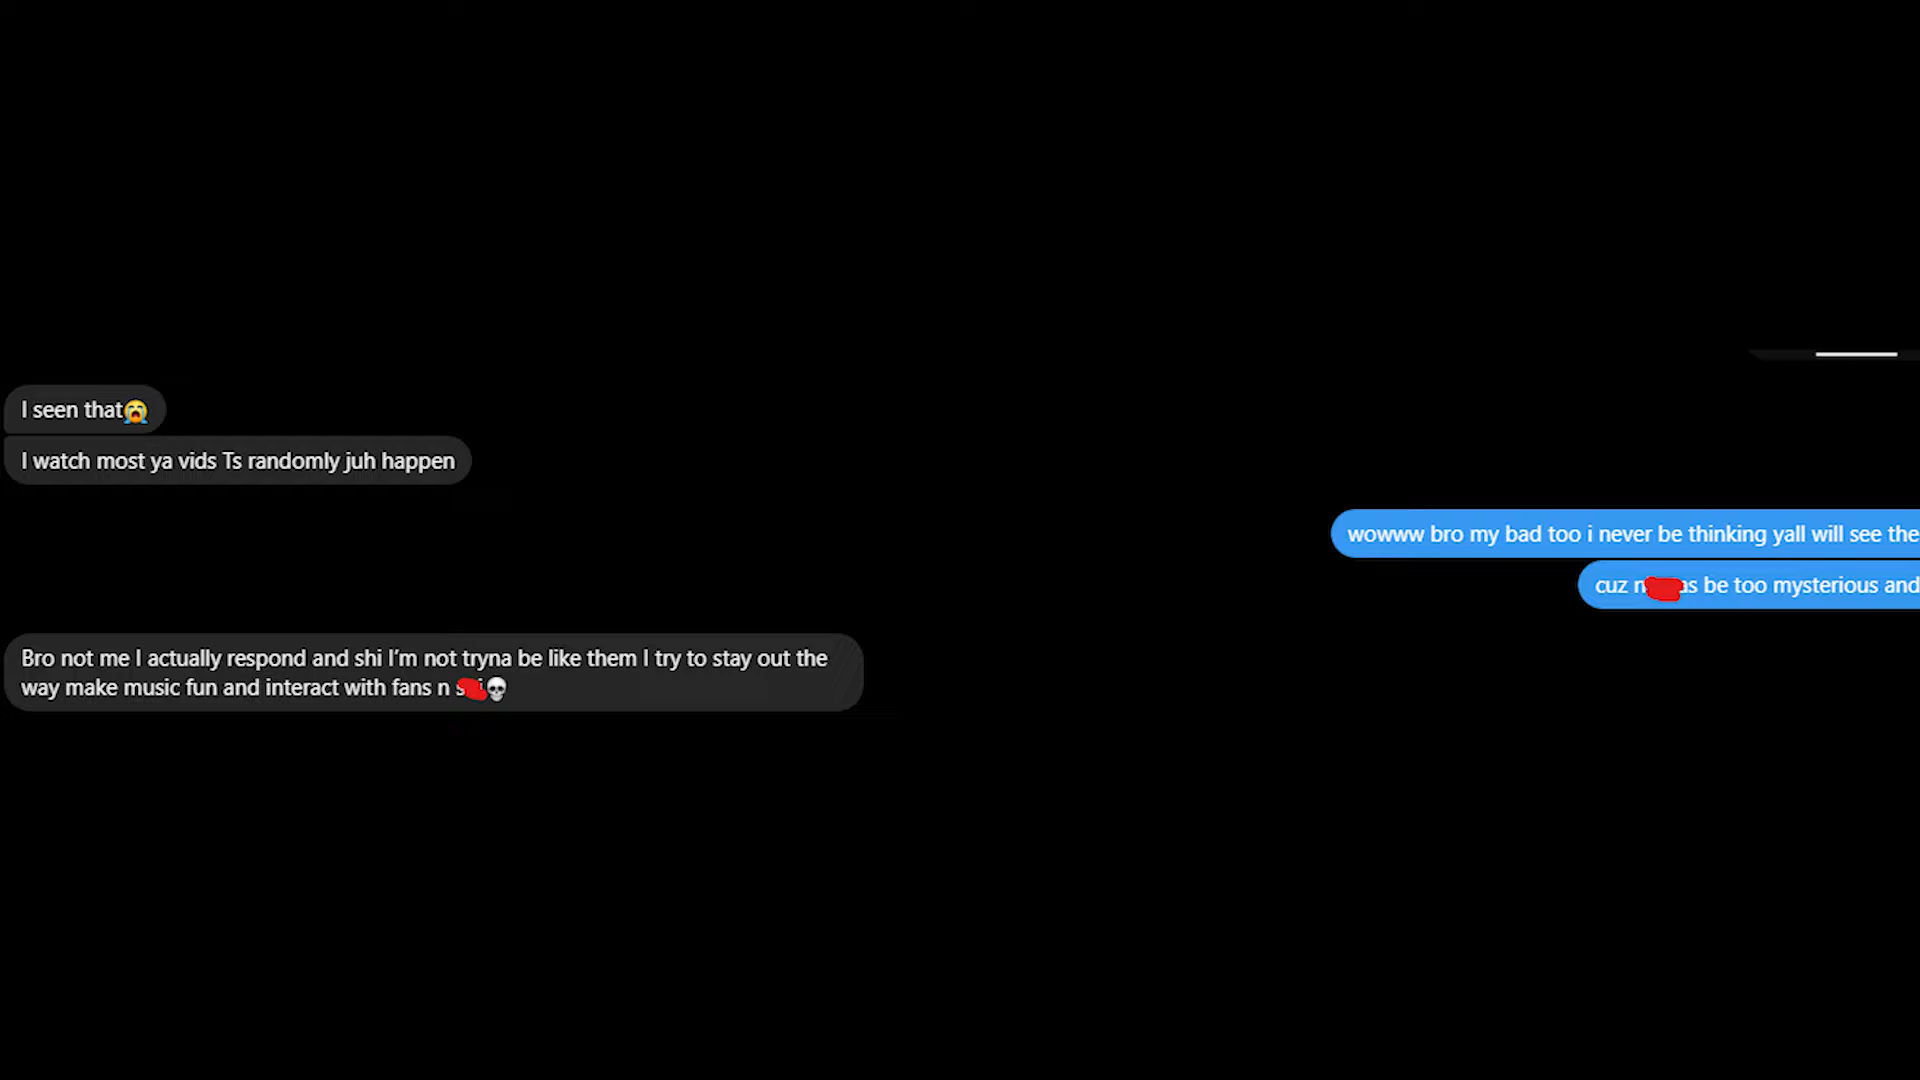 I seen that😭
I watch most ya vids Ts randomly juh happen
wowww bro my bad too i never be thinking yall will see the
cuz be too mysterious and
Bro not me I actually respond and shi I'm not tryna be like them I try to stay out the
way make music fun and interact with fans n 💀